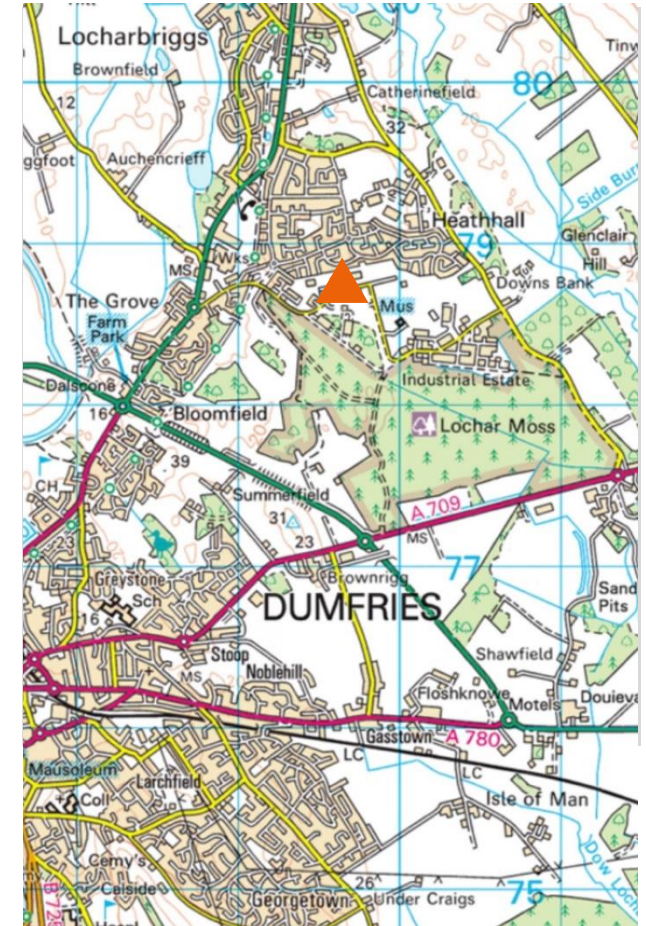 Locharbriggs
Brownfield
Tinw
80
12
Catherinefield
32
ggfoot
Auchencrieff
Side Burn
Heathhall
79
Glenclair
Hill
Wks
MS
Downs Bank
The Grove
Mus
Farm
Park
Industrial Estate
Dalscone
16
Bloomfield
Lochar Moss
39
CH
Summerfield
31
A 709
23
MS
23
77
Brownrigg
Greystone
Sch
DUMFRIES
Sand
Pits
16
Stoop
Noblehill
Shawfield
MS
Floshknowe
Motels
Douieva
Gasstown
A 780
LC
LC
Mausoleum
Larchfield
Coll
Isle of Man
Cemy's
Calside
26
Under Craigs
75
Georgetown
Dow Loch
B 72